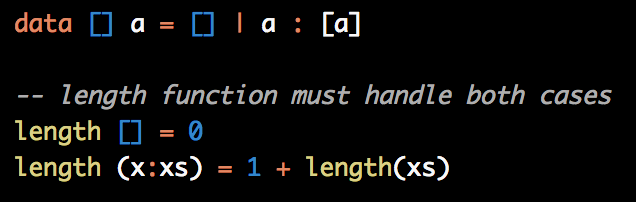 data [] a = [] | a : [a]
-- length function must handle both cases
length [] = 0
length (x:xs) = 1 + length(xs)